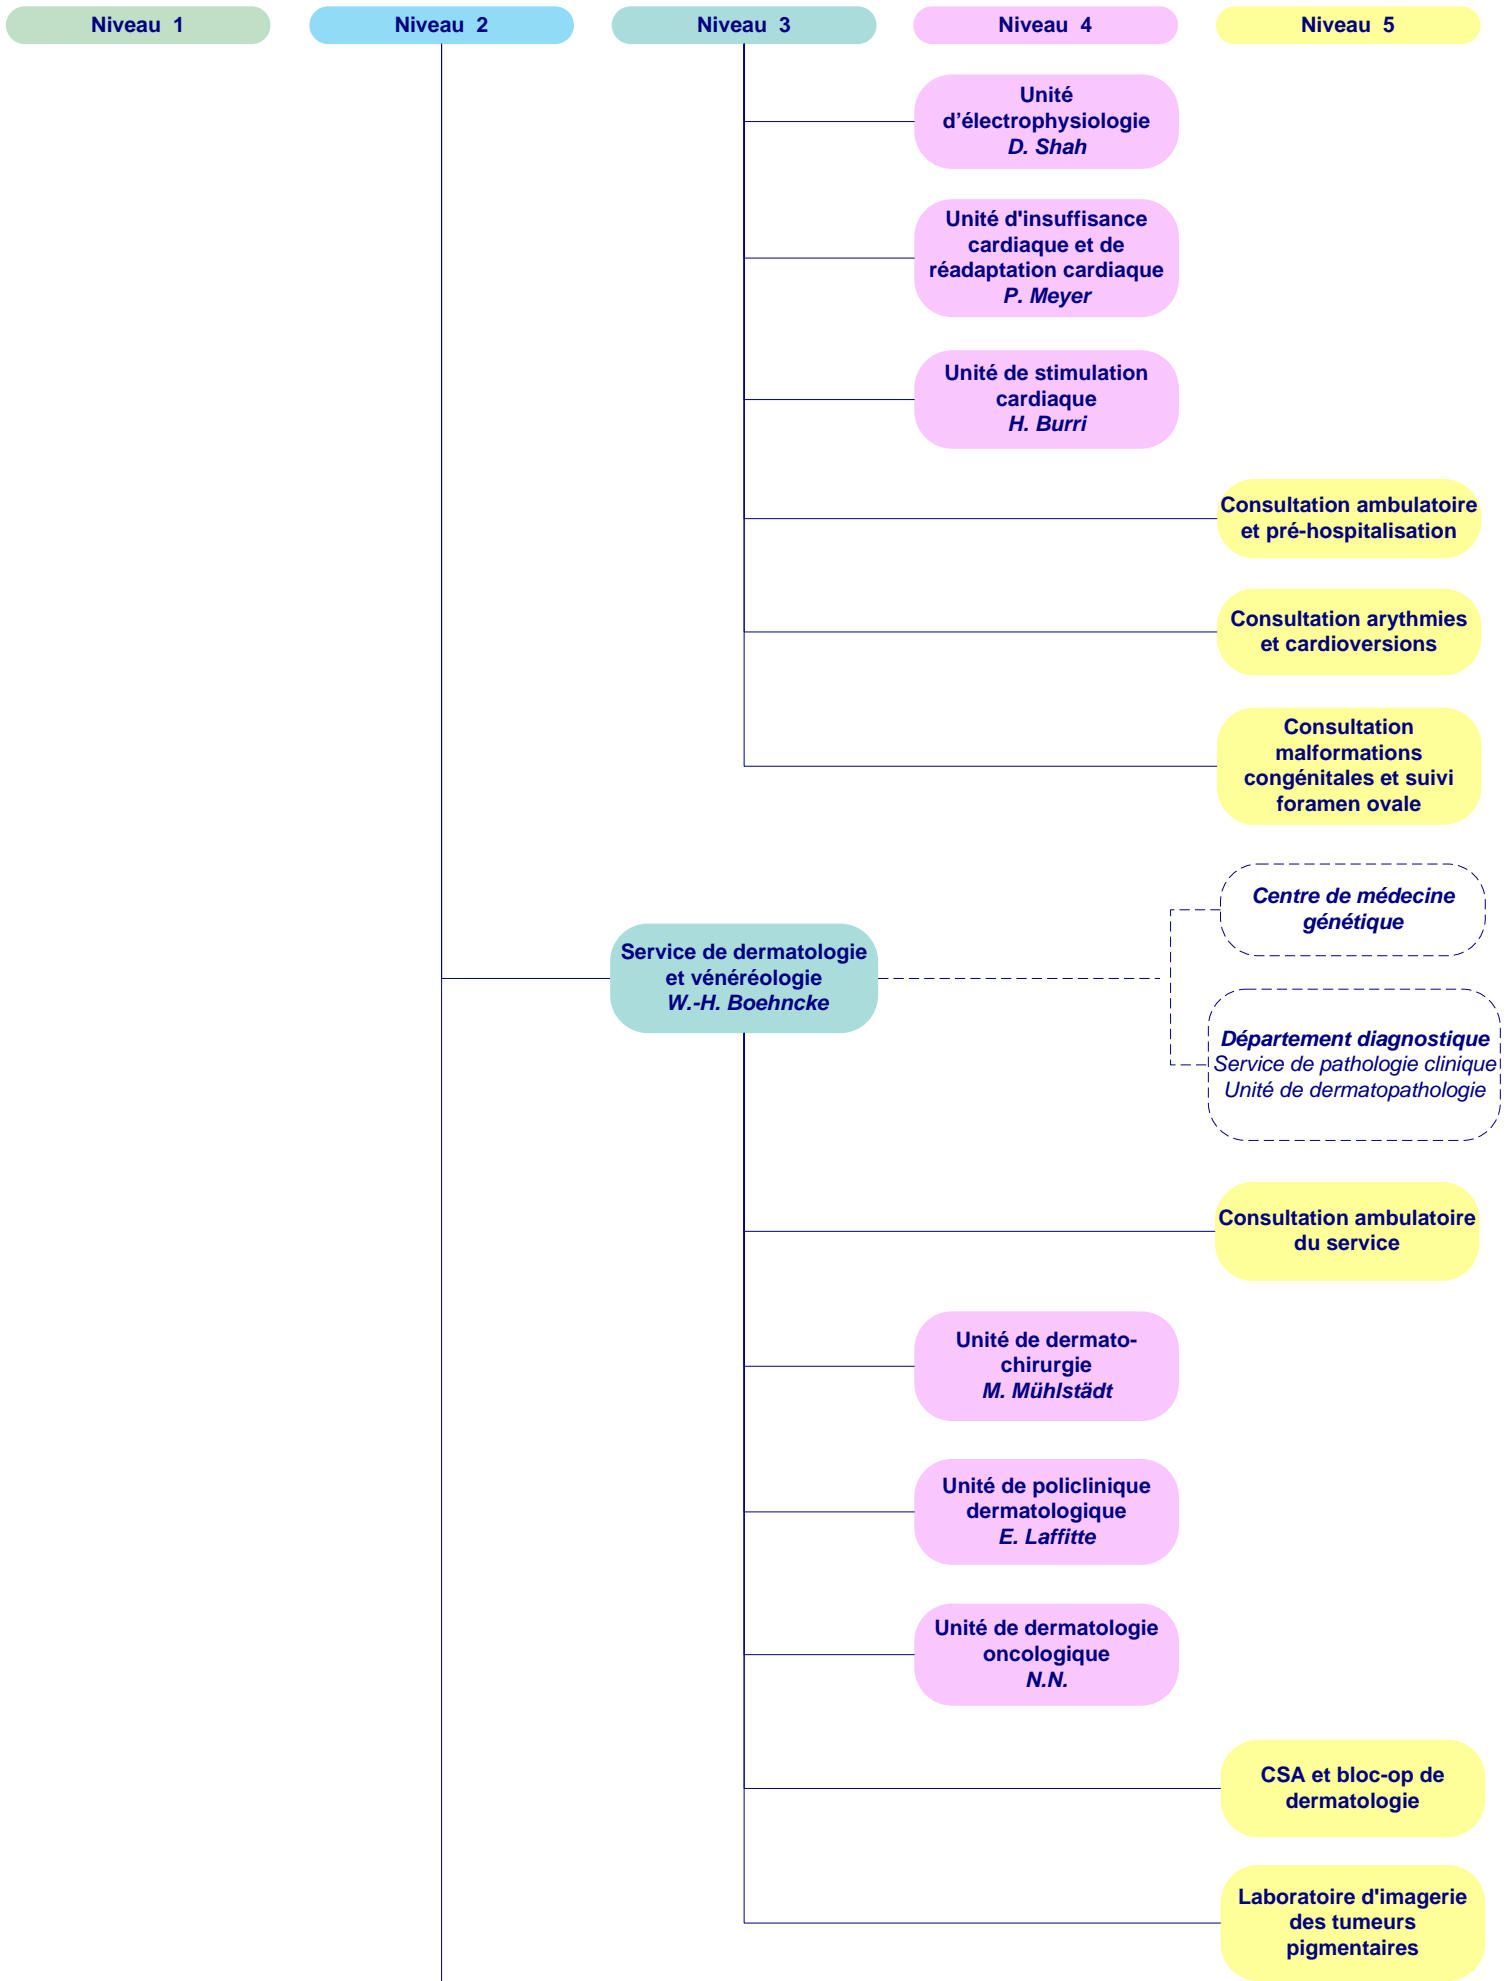 Niveau 1
Niveau 2
Niveau 3
Niveau 4
Niveau 5
Unité
d’électrophysiologie
D. Shah
Unité d'insuffisance
cardiaque et de
réadaptation cardiaque
P. Meyer
Unité de stimulation
cardiaque
H. Burri
Consultation ambulatoire
et pré-hospitalisation
Consultation arythmies
et cardioversions
Consultation
malformations
congénitales et suivi
foramen ovale
Centre de médecine
génétique
Service de dermatologie
et vénéréologie
W.-H. Boehncke
Département diagnostique
Service de pathologie clinique
Unité de dermatopathologie
Consultation ambulatoire
du service
Unité de dermato-
chirurgie
M. Mühlstädt
Unité de policlinique
dermatologique
E. Laffitte
Unité de dermatologie
oncologique
N.N.
CSA et bloc-op de
dermatologie
Laboratoire d'imagerie
des tumeurs
pigmentaires